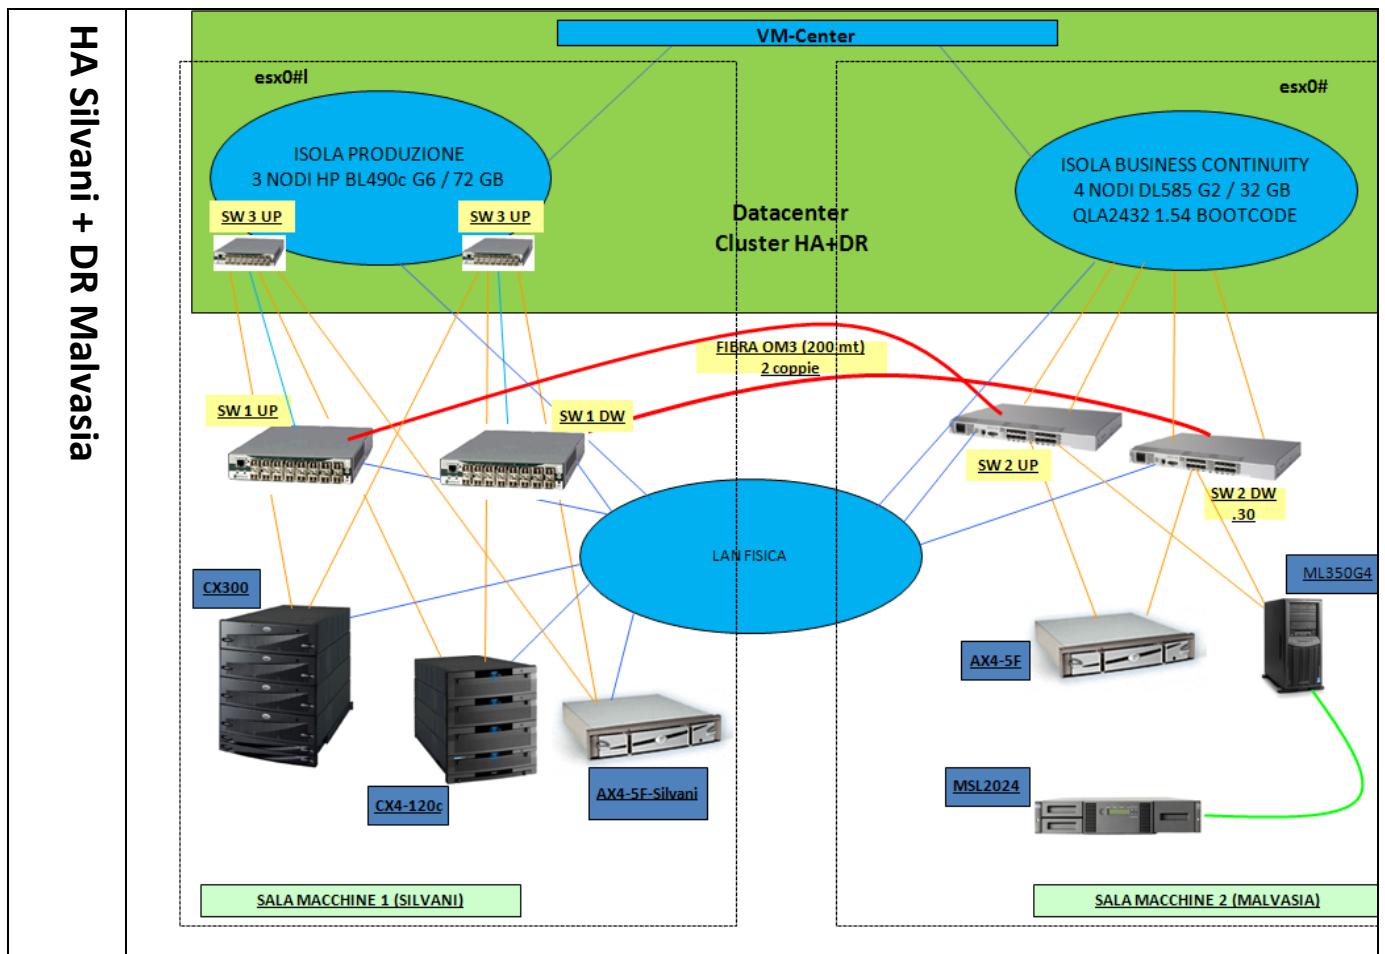 HA Silvani + DR Malvasia
VM-Center
esx0#l
esx0#
ISOLA PRODUZIONE
3 NODI HP BL490c G6 / 72 GB
ISOLA BUSINESS CONTINUITY
4 NODI DL585 G2 / 32 GB
QLA2432 1.54 BOOTCODE
SW 3 UP
SW 3 UP
Datacenter
Cluster HA+DR
FIBRA OM3 (200 mt)
2 coppie
SW 1 UP
SW 1 DW
SW 2 UP
SW 2 DW
.30
LAN FISICA
CX300
ML350G4
AX4-5F
CX4-120c
AX4-5F-Silvani
MSL2024
SALA MACCHINE 1 (SILVANI)
SALA MACCHINE 2 (MALVASIA)